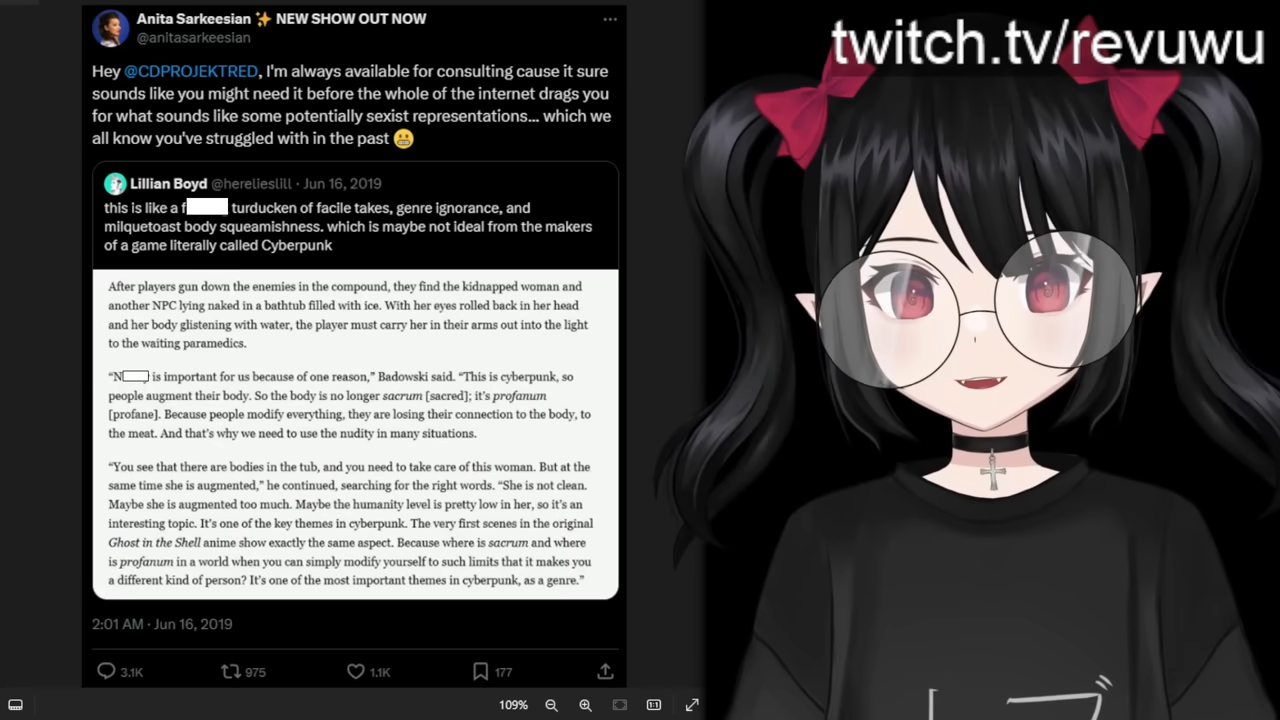 twitch.tv/revuwu
Anita Sarkeesian ✨ NEW SHOW OUT NOW
@anitasarkeesian
Hey @CDPROJEKTRED, I'm always available for consulting cause it sure
sounds like you might need it before the whole of the internet drags you
for what sounds like some potentially sexist representations... which we
all know you've struggled with in the past 😬
Lillian Boyd @herelieslill · Jun 16, 2019
this is like a f turducken of facile takes, genre ignorance, and
milquetoast body squeamishness. which is maybe not ideal from the makers
of a game literally called Cyberpunk
After players gun down the enemies in the compound, they find the kidnapped woman and
another NPC lying naked in a bathtub filled with ice. With her eyes rolled back in her head
and her body glistening with water, the player must carry her in their arms out into the light
to the waiting paramedics.
“N is important for us because of one reason,” Badowski said. “This is cyberpunk, so
people augment their body. So the body is no longer sacrum [sacred]; it’s profanum
[profane]. Because people modify everything, they are losing their connection to the body, to
the meat. And that’s why we need to use the nudity in many situations.
“You see that there are bodies in the tub, and you need to take care of this woman. But at the
same time she is augmented,” he continued, searching for the right words. “She is not clean.
Maybe she is augmented too much. Maybe the humanity level is pretty low in her, so it’s an
interesting topic. It’s one of the key themes in cyberpunk. The very first scenes in the original
Ghost in the Shell anime show exactly the same aspect. Because where is sacrum and where
is profanum in a world when you can simply modify yourself to such limits that it makes you
a different kind of person? It’s one of the most important themes in cyberpunk, as a genre.”
2:01 AM · Jun 16, 2019
3.1K 975 1.1K 177
109% 1:1